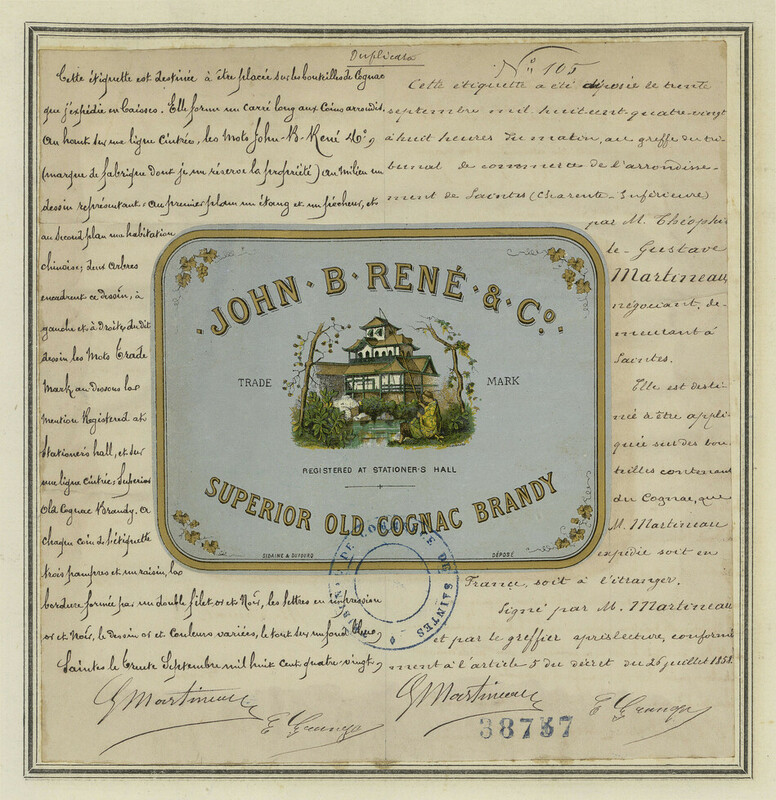 Duplicata
Cette étiquette est destinée à être placée sur les bouteilles de Cognac
que j'expédie en caisses. Elle forme un carré long aux Coins arrondis,
au haut sur une ligne Cintrée, les Mots John-B-René & Co,
(marque de fabrique dont je me réserve la propriété) au milieu un
dessin représentant: au premier plan un étang et un pêcheur, et
au second plan une habitation
chinoise; deux arbres
encadrent ce dessin, à
gauche et à droite du dit
dessin les Mots Trade
Mark, au-dessous la
mention Registered at
Stationer's hall, et sur
une ligne cintrée, Superior
Old Cognac Brandy. A
chaque coin de l'étiquette
trois pampres et un raisin, la
bordure formée par un double filet, or et Noir, les lettres en impression
or et Noir, le dessin or et Couleurs variées, le tout sur un fond bleu,
Saintes le trente Septembre mil huit cent quatre-vingt,
G Martineau
E Grange
No 105
Cette étiquette a été déposée le trente
septembre mil huit-cent-quatre-vingt
à huit heures du matin, au greffe du tri-
bunal de commerce de l'arrondisse-
ment de Saintes (Charente-Inférieure)
par M. Théophi-
le-Gustave
Martineau,
négociant, de-
meurant à
Saintes.
Elle est desti-
née à être appli-
quée sur des bou-
teilles contenant
du Cognac, que
M. Martineau
expédie soit en
France, soit à l'étranger.
Signé par M. Martineau
et par le greffier après lecture, conformé-
ment à l'article 5 du décret du 26 juillet 1858.
G Martineau
E Grange
38757
JOHN · B · RENÉ · & · Co.
TRADE MARK
REGISTERED AT STATIONER'S HALL
SUPERIOR OLD COGNAC BRANDY
DÉPOSÉ